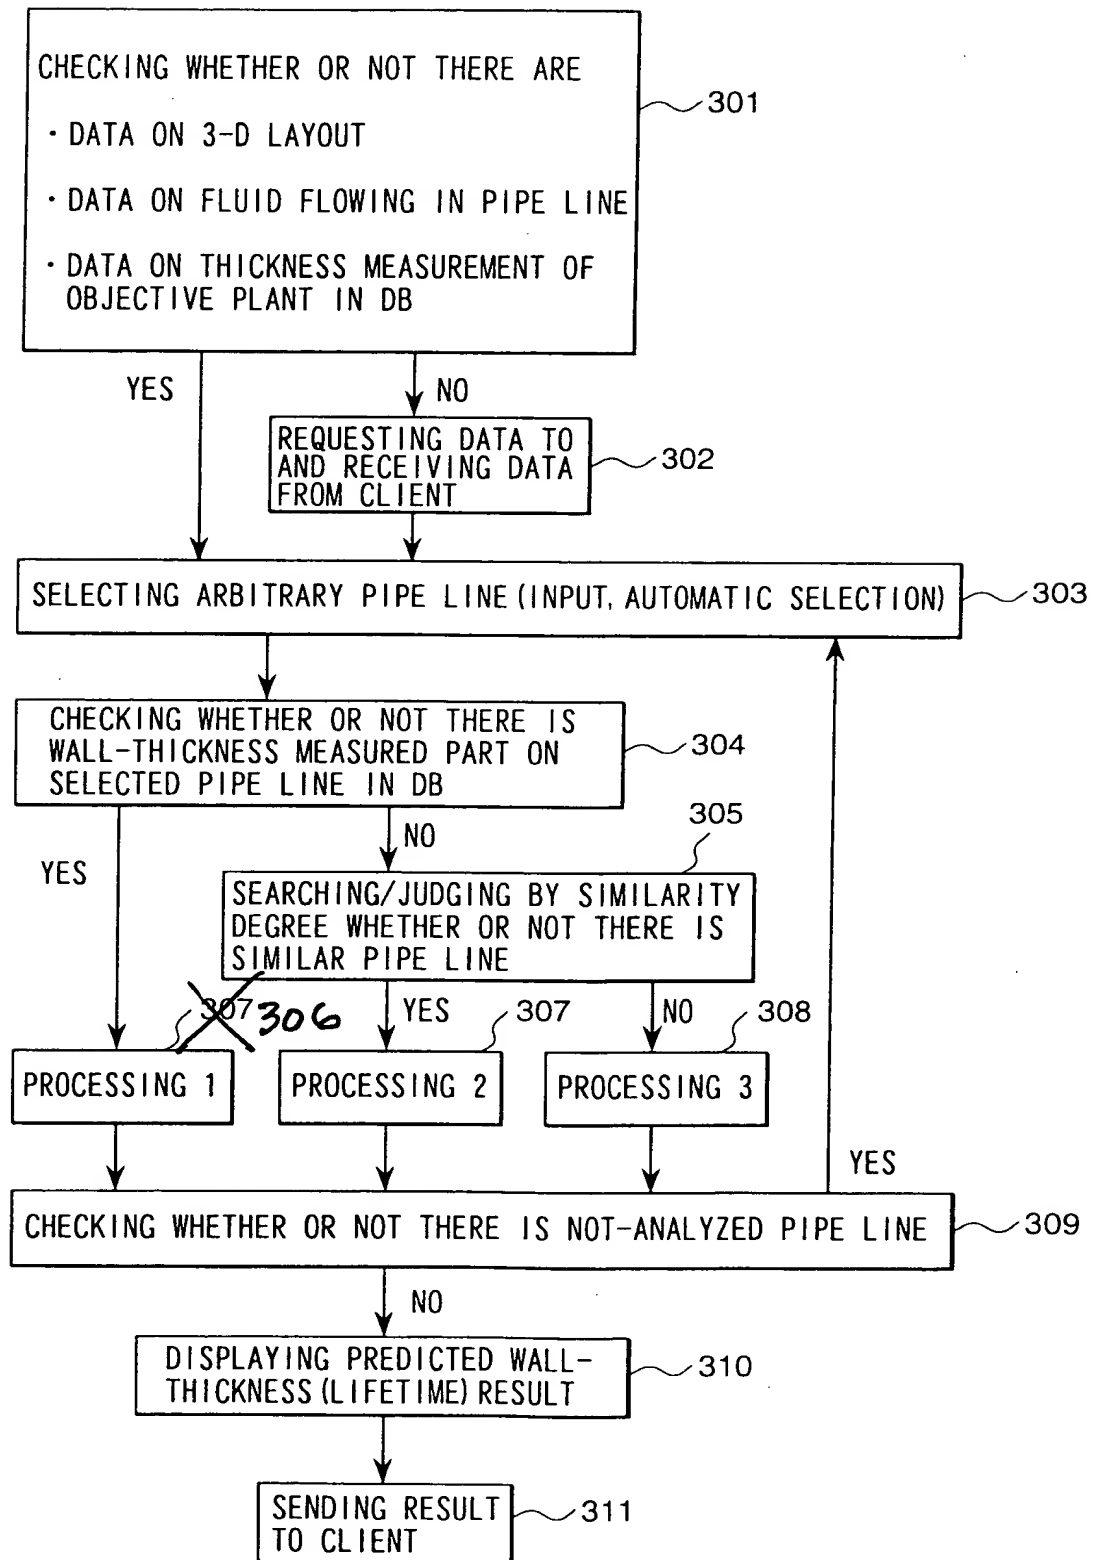 CHECKING WHETHER OR NOT THERE ARE
301
· DATA ON 3-D LAYOUT
· DATA ON FLUID FLOWING IN PIPE LINE
· DATA ON THICKNESS MEASUREMENT OF
OBJECTIVE PLANT IN DB
YES
NO
REQUESTING DATA TO
AND RECEIVING DATA
FROM CLIENT
302
SELECTING ARBITRARY PIPE LINE (INPUT, AUTOMATIC SELECTION)
303
CHECKING WHETHER OR NOT THERE IS
WALL-THICKNESS MEASURED PART ON
SELECTED PIPE LINE IN DB
304
YES
NO
305
SEARCHING/JUDGING BY SIMILARITY
DEGREE WHETHER OR NOT THERE IS
SIMILAR PIPE LINE
307
306
YES
307
NO
308
PROCESSING 1
PROCESSING 2
PROCESSING 3
YES
CHECKING WHETHER OR NOT THERE IS NOT-ANALYZED PIPE LINE
309
NO
DISPLAYING PREDICTED WALL-
THICKNESS (LIFETIME) RESULT
310
SENDING RESULT
TO CLIENT
311